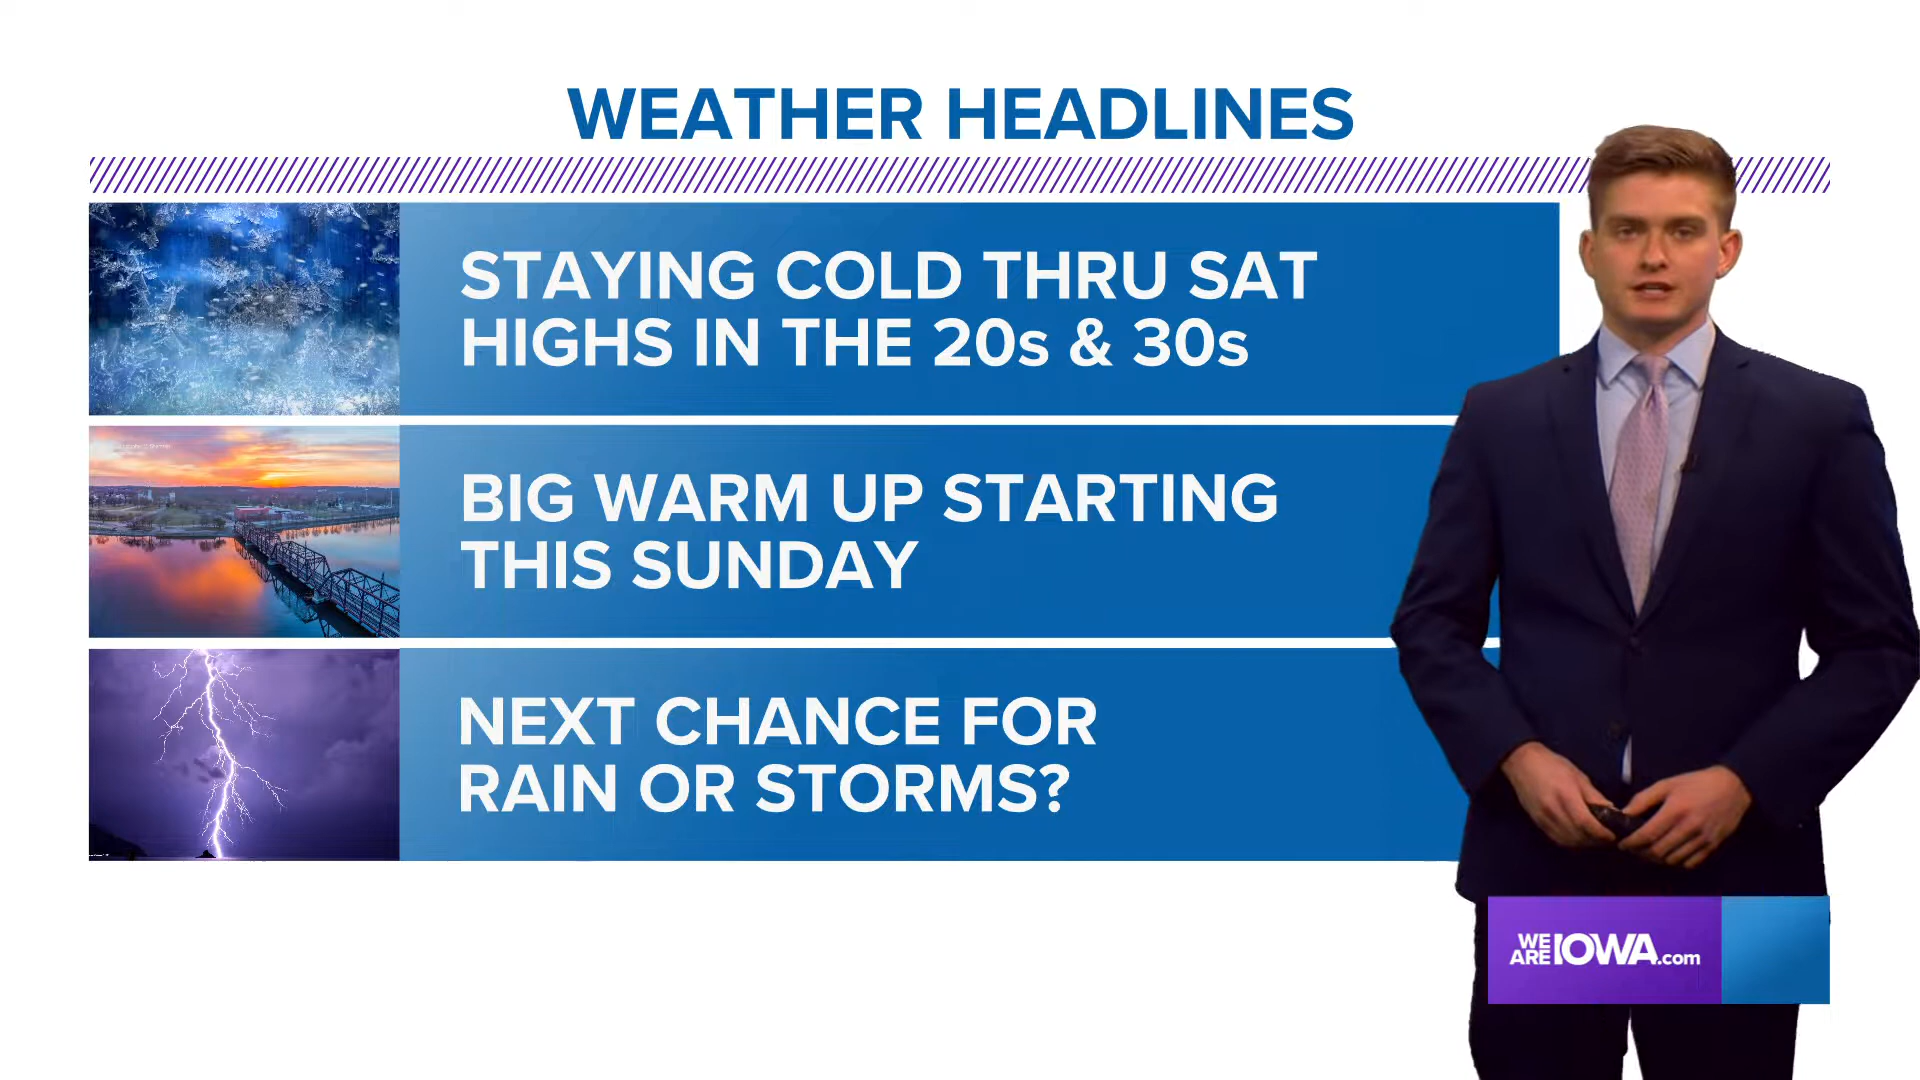 WEATHER HEADLINES
STAYING COLD THRU SAT
HIGHS IN THE 20s & 30s
BIG WARM UP STARTING
THIS SUNDAY
NEXT CHANCE FOR
RAIN OR STORMS?
WE
ARE IOWA.com